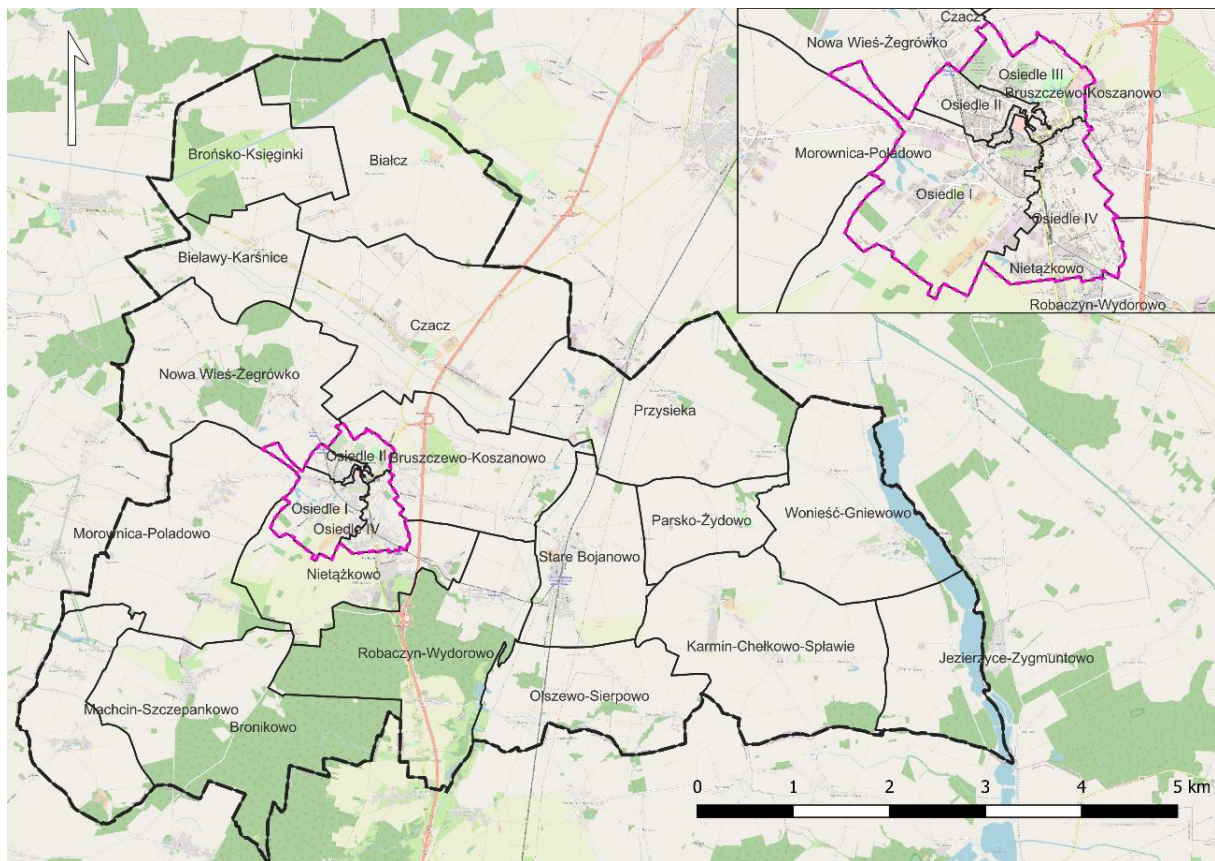 Czacz
Nowa Wieś-Żegrówko
Osiedle III
Bruszczewo-Koszanowo
Osiedle II
Morownica-Poladowo
Osiedle I
Osiedle IV
Nietążkowo
Robaczyn-Wydorowo
Brońsko-Księginki
Białcz
Bielawy-Karśnice
Czacz
Nowa Wieś-Żegrówko
Przysieka
Osiedle II
Bruszczewo-Koszanowo
Osiedle I
Parsko-Żydowo
Wonieść-Gniewowo
Morownica-Poladowo
Osiedle IV
Stare Bojanowo
Nietążkowo
Robaczyn-Wydorowo
Karmin-Chełkowo-Spławie
Jezierzyce-Zygmuntowo
Olszewo-Sierpowo
Machcin-Szczepankowo
Bronikowo
0 1 2 3 4 5 km